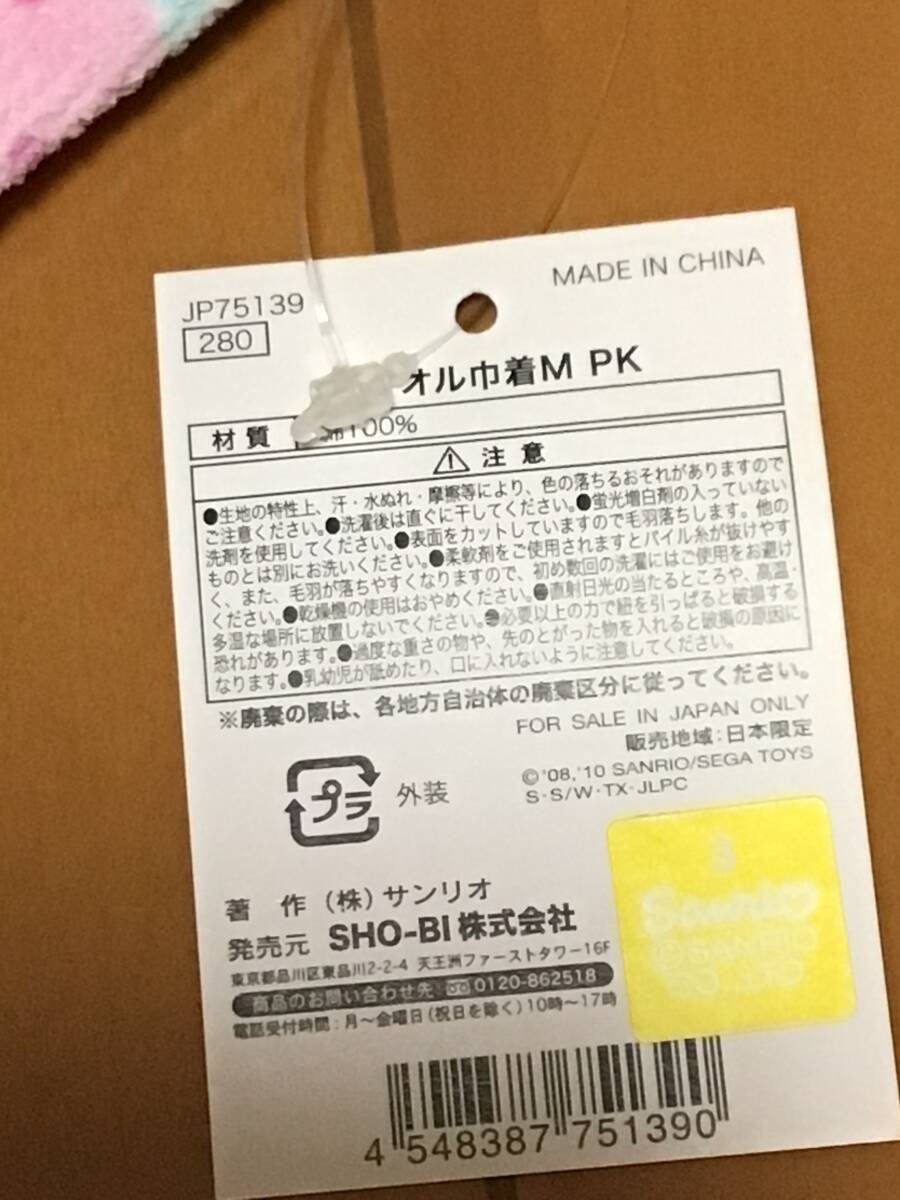 JP75139
280
MADE IN CHINA
オル巾着M PK
材質 綿100%
注意
●生地の特性上、汗・水ぬれ・摩擦等により、色の落ちるおそれがありますので
ご注意ください。●洗濯後は直ぐに干してください。●蛍光増白剤の入っていない
洗剤を使用してください。●表面をカットしていますので毛羽落ちします。他の
ものとは別にお洗いください。●柔軟剤をご使用されますとパイル糸が抜けやす
く、また、毛羽が落ちやすくなりますので、初め数回の洗濯にはご使用をお避け
ください。●乾燥機の使用はおやめください。●直射日光の当たるところや、高温・
多湿な場所に放置しないでください。●必要以上の力で紐を引っぱると破損する
恐れがあります。●過度な重さの物や、先のとがった物を入れると破損の原因に
なります。●乳幼児が舐めたり、口に入れないように注意してください。
※廃棄の際は、各地方自治体の廃棄区分に従ってください。
FOR SALE IN JAPAN ONLY
販売地域:日本限定
©'08,'10 SANRIO/SEGA TOYS
S・S/W・TX・JLPC
プラ 外装
著 作 (株)サンリオ
発売元 SHO-BI株式会社
東京都品川区東品川2-2-4 天王洲ファーストタワー16F
商品のお問い合わせ先 0120-862518
電話受付時間:月〜金曜日(祝日を除く)10時〜17時
4 548387 751390